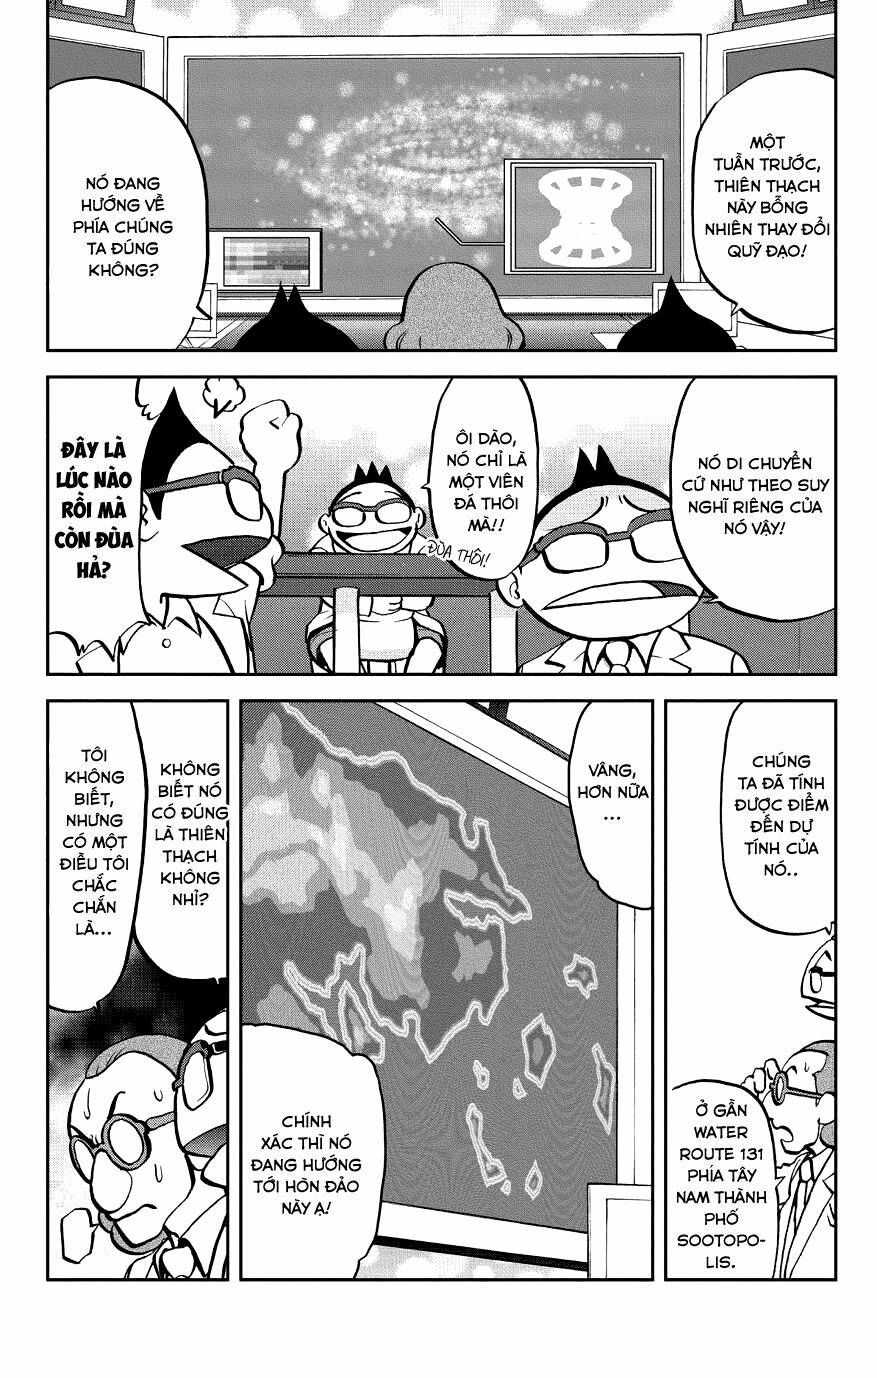 MỘT
TUẦN TRƯỚC,
THIÊN THẠCH
NÀY BỖNG
NHIÊN THAY ĐỔI
QUỸ ĐẠO!
NÓ ĐANG
HƯỚNG VỀ
PHÍA CHÚNG
TA ĐÚNG
KHÔNG?
NÓ DI CHUYỂN
CỨ NHƯ THEO SUY
NGHĨ RIÊNG CỦA
NÓ VẬY!
ÔI DÀO,
NÓ CHỈ LÀ
MỘT VIÊN
ĐÁ THÔI
MÀ!!
ĐÙA THÔI!
ĐÂY LÀ
LÚC NÀO
RỒI MÀ
CÒN ĐÙA
HẢ?
CHÚNG
TA ĐÃ TÍNH
ĐƯỢC ĐIỂM
ĐẾN DỰ
TÍNH CỦA
NÓ..
Ở GẦN
WATER
ROUTE 131
PHÍA TÂY
NAM THÀNH
PHỐ
SOOTOPO-
LIS.
VÂNG,
HƠN NỮA
...
CHÍNH
XÁC THÌ NÓ
ĐANG HƯỚNG
TỚI HÒN ĐẢO
NÀY Ạ!
KHÔNG
BIẾT NÓ
CÓ ĐÚNG
LÀ THIÊN
THẠCH
KHÔNG
NHỈ?
TÔI
KHÔNG
BIẾT,
NHƯNG
CÓ MỘT
ĐIỀU TÔI
CHẮC
CHẮN
LÀ...